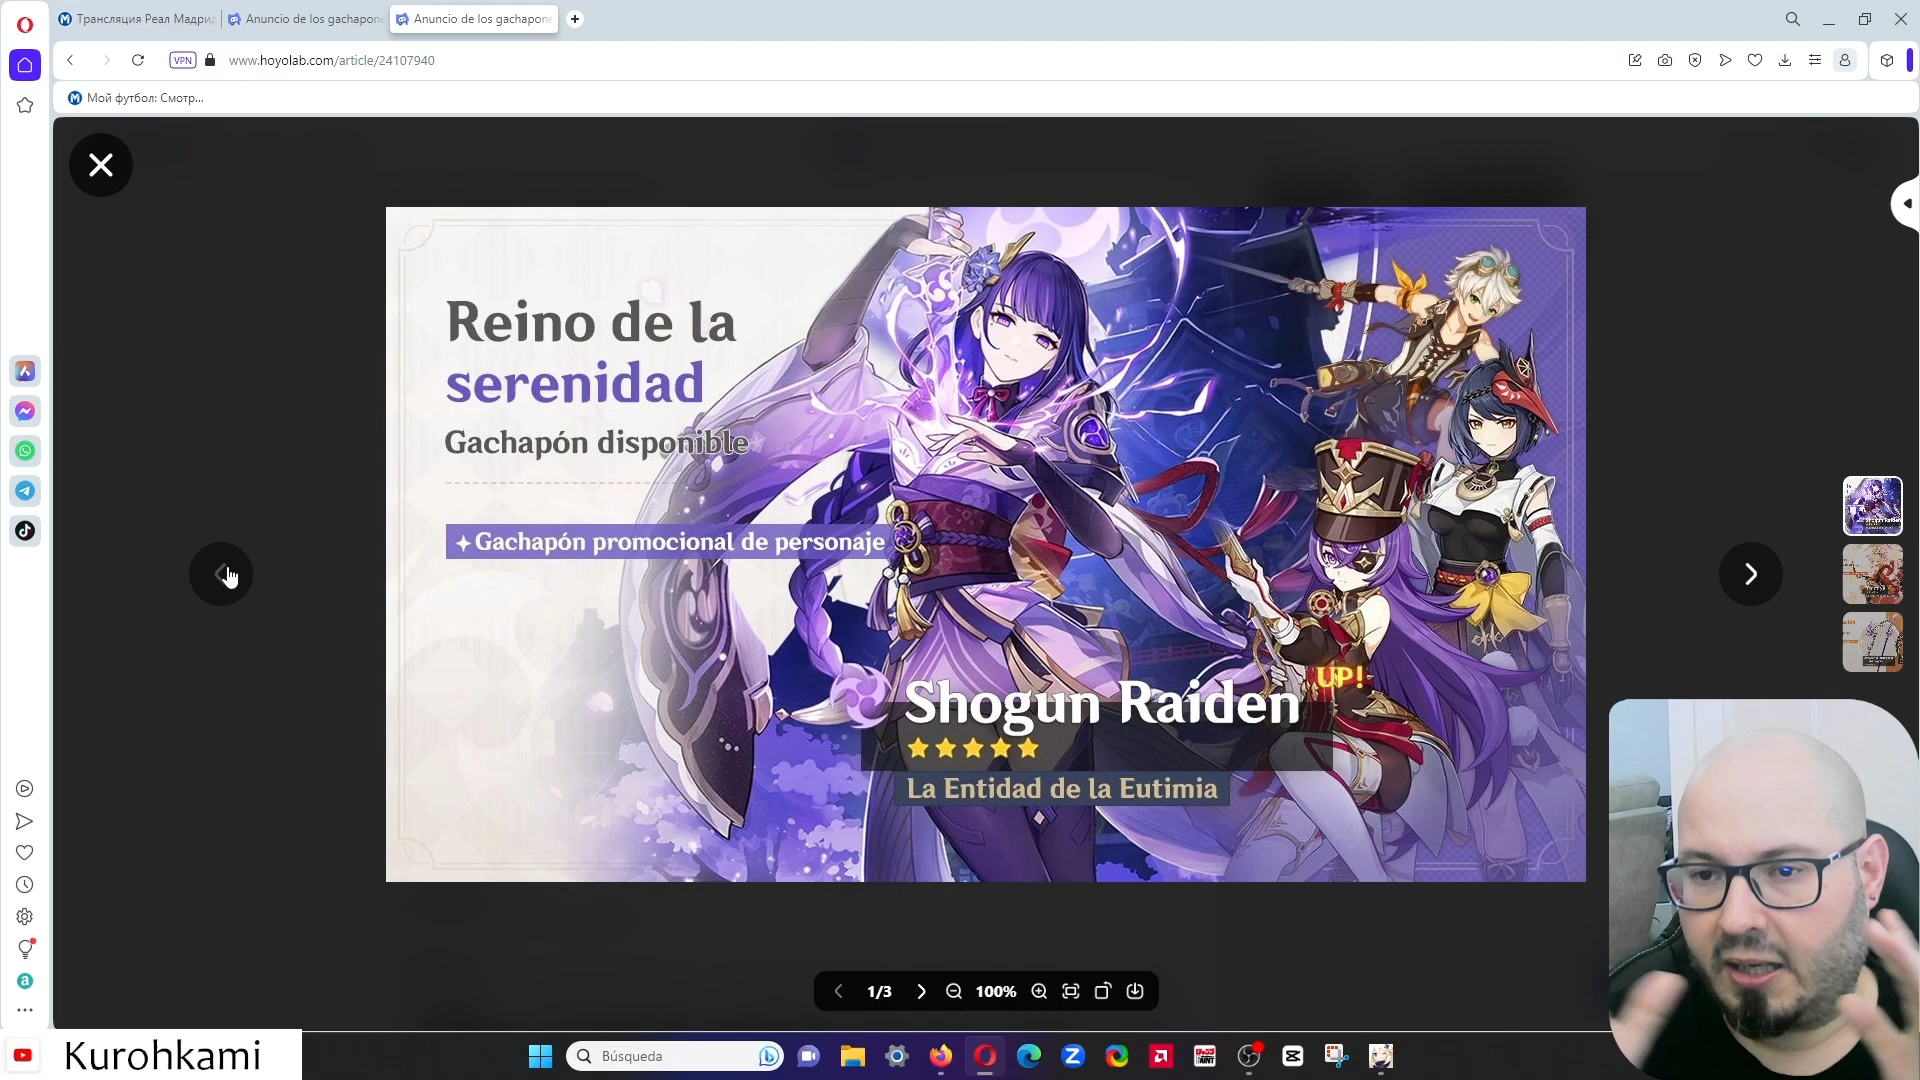 Трансляция Реал Мадрид
Anuncio de los gachapone
Anuncio de los gachapone
VPN
www.hoyolab.com/article/24107940
Мой футбол: Смотр...
Reino de la
serenidad
Gachapón disponible
Gachapón promocional de personaje
UP!
Shogun Raiden
La Entidad de la Eutimia
1/3
100%
Kurohkami
Búsqueda